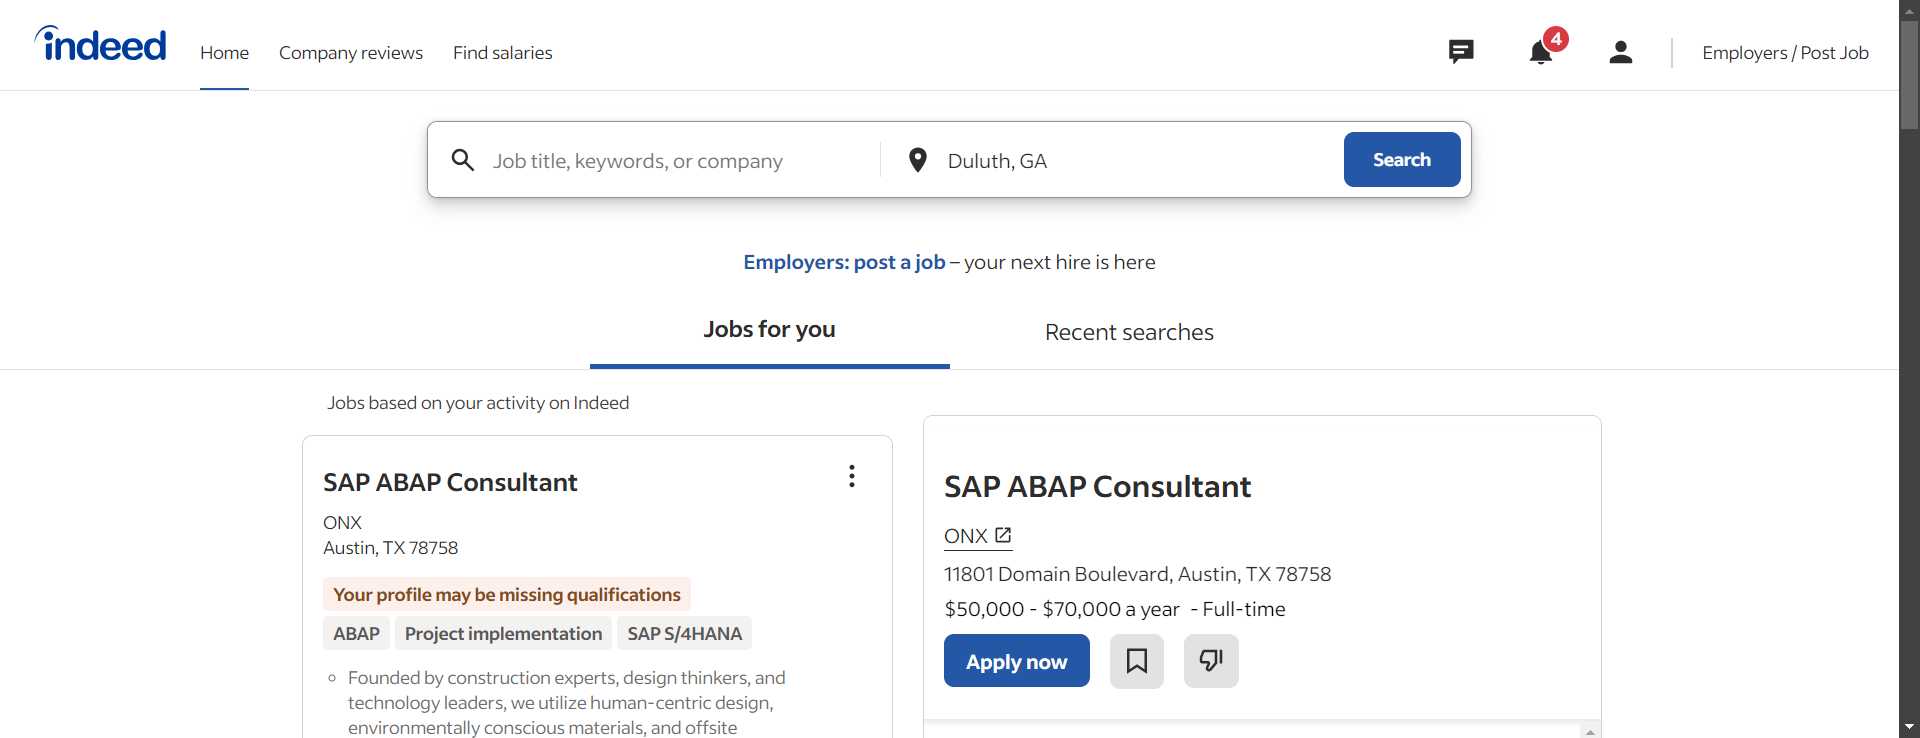 indeed
Home
Company reviews
Find salaries
4
Employers / Post Job
Job title, keywords, or company
Duluth, GA
Search
Employers: post a job – your next hire is here
Jobs for you
Recent searches
Jobs based on your activity on Indeed
SAP ABAP Consultant
ONX
Austin, TX 78758
Your profile may be missing qualifications
ABAP
Project implementation
SAP S/4HANA
Founded by construction experts, design thinkers, and
technology leaders, we utilize human-centric design,
environmentally conscious materials, and offsite
SAP ABAP Consultant
ONX
11801 Domain Boulevard, Austin, TX 78758
$50,000 - $70,000 a year - Full-time
Apply now